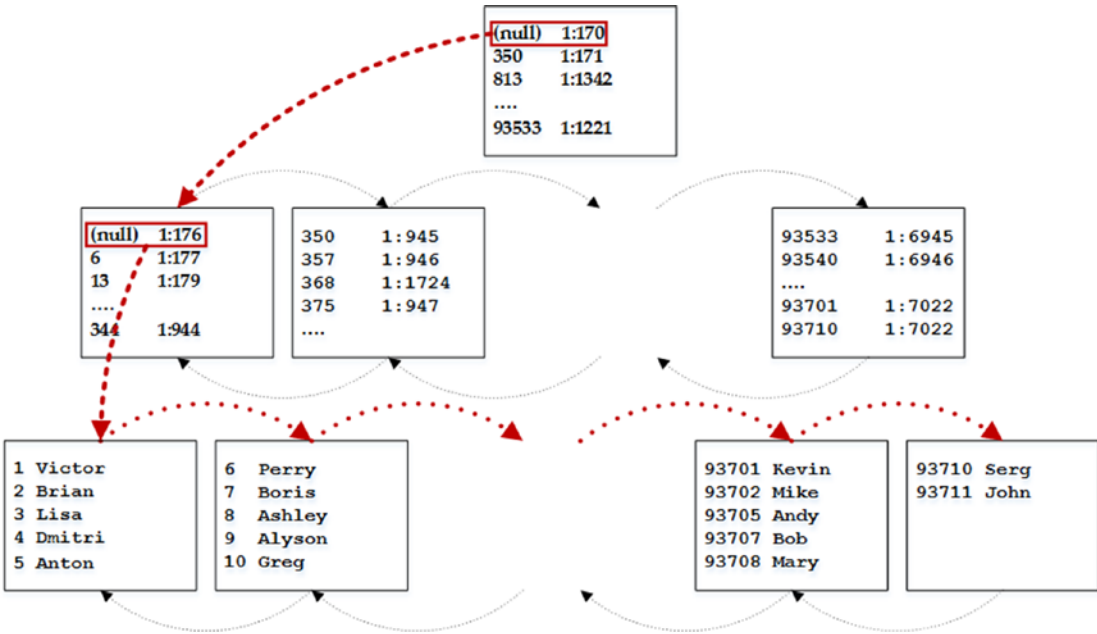 (null) 1:170
350 1:171
813 1:1342
....
93533 1:1221
(null) 1:176
6 1:177
13 1:179
....
344 1:944
350 1:945
357 1:946
368 1:1724
375 1:947
....
93533 1:6945
93540 1:6946
....
93701 1:7022
93710 1:7022
1 Victor
2 Brian
3 Lisa
4 Dmitri
5 Anton
6 Perry
7 Boris
8 Ashley
9 Alyson
10 Greg
93701 Kevin
93702 Mike
93705 Andy
93707 Bob
93708 Mary
93710 Serg
93711 John